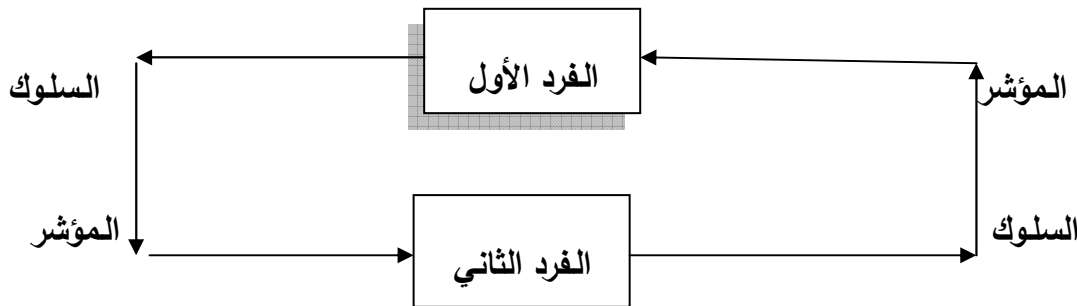 الفرد الأول
المؤشر
السلوك
السلوك
المؤشر
الفرد الثاني